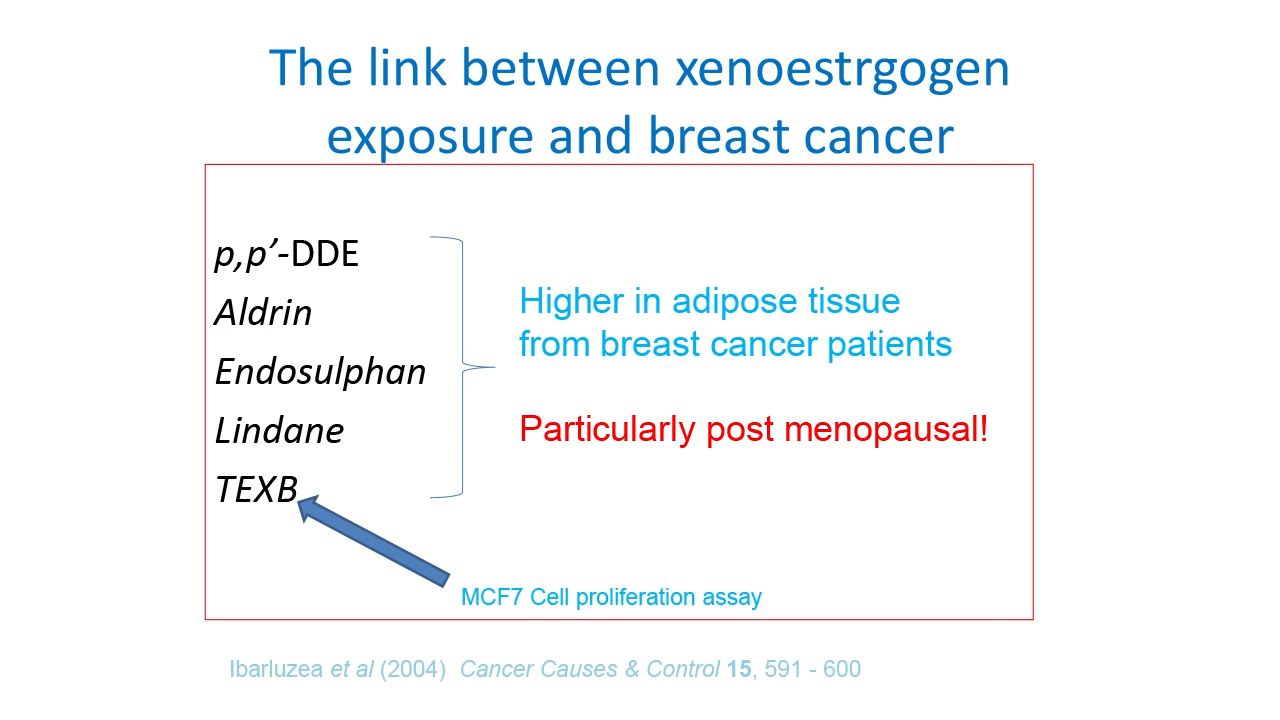 The link between xenoestrgogen
exposure and breast cancer
p,p’-DDE
Aldrin
Endosulphan
Lindane
TEXB
Higher in adipose tissue
from breast cancer patients
Particularly post menopausal!
MCF7 Cell proliferation assay
Ibarluzea et al (2004)  Cancer Causes & Control 15, 591 - 600